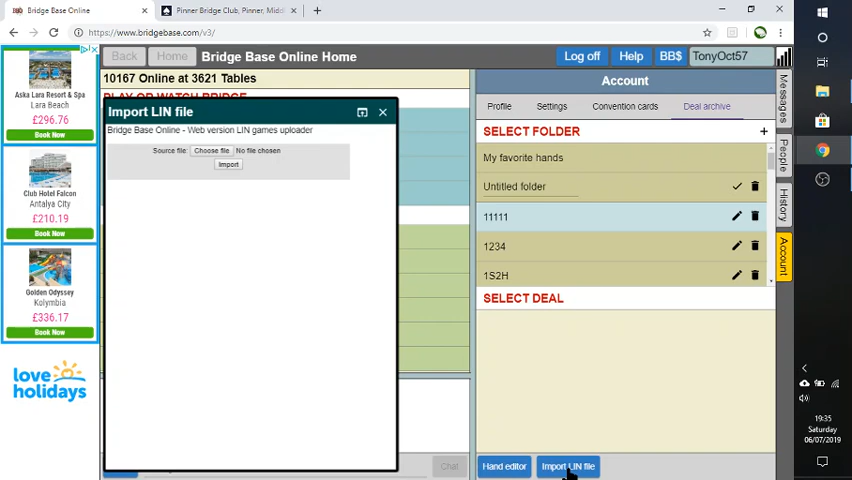 Bridge Base Online
Pinner Bridge Club, Pinner, Midd
https://www.bridgebase.com/v3/
Back
Home
Bridge Base Online Home
Log off
Help
BB$
TonyOct57
10167 Online at 3621 Tables
Account
Profile
Settings
Convention cards
Deal archive
SELECT FOLDER
My favorite hands
Untitled folder
11111
1234
1S2H
SELECT DEAL
Hand editor
Import LIN file
Messages
People
History
Account
Import LIN file
Bridge Base Online - Web version LIN games uploader
Source file:
Choose file
No file chosen
Import
Chat
Aska Lara Resort & Spa
Lara Beach
£296.76
Book Now
Club Hotel Falcon
Antalya City
£210.19
Book Now
Golden Odyssey
Kolymbia
£336.17
Book Now
love
holidays
19:35
Saturday
06/07/2019